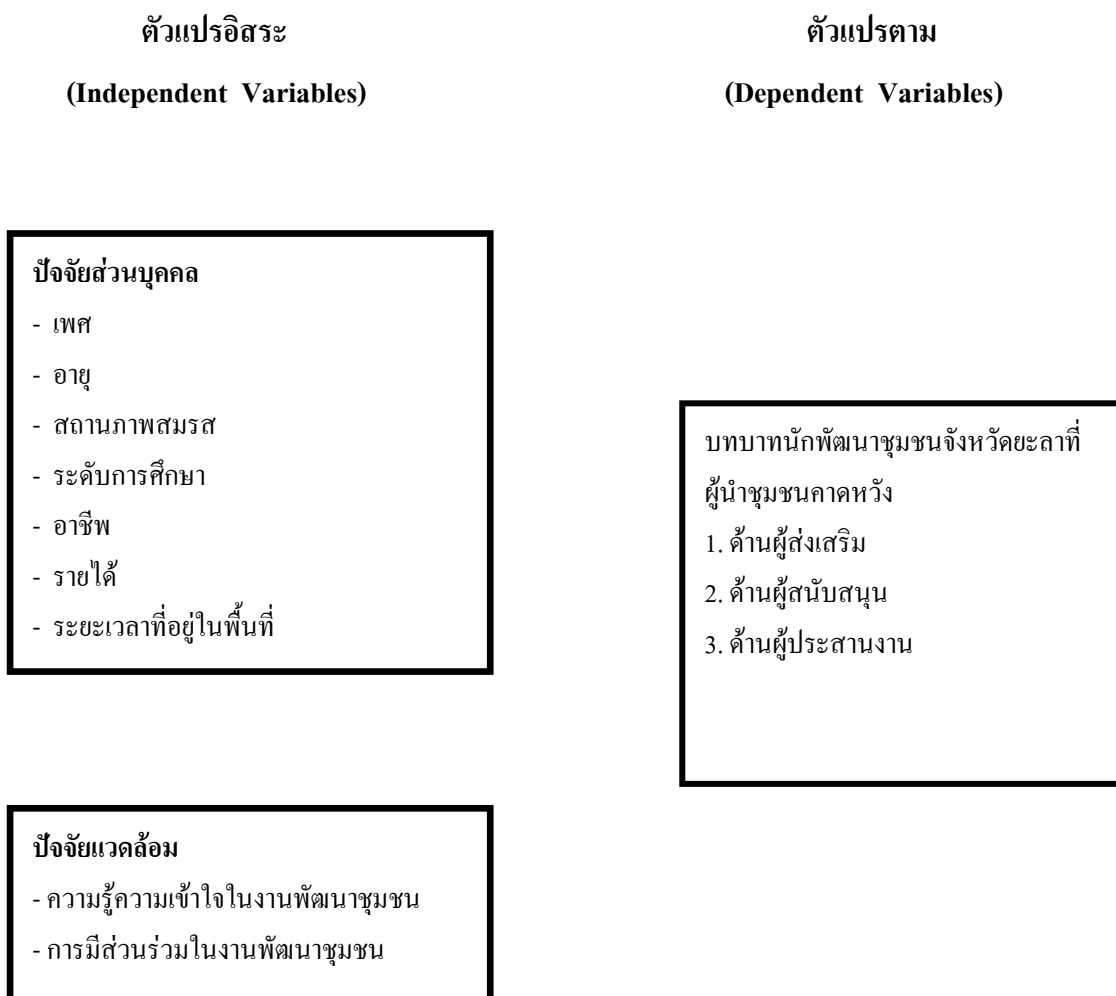 ตัวแปรอิสระ
(Independent Variables)
ตัวแปรตาม
(Dependent Variables)
ปัจจัยส่วนบุคคล
- เพศ
- อายุ
- สถานภาพสมรส
- ระดับการศึกษา
- อาชีพ
- รายได้
- ระยะเวลาที่อยู่ในพื้นที่
บทบาทนักพัฒนาชุมชนจังหวัดยะลาที่
ผู้นำชุมชนคาดหวัง
1. ด้านผู้ส่งเสริม
2. ด้านผู้สนับสนุน
3. ด้านผู้ประสานงาน
ปัจจัยแวดล้อม
- ความรู้ความเข้าใจในงานพัฒนาชุมชน
- การมีส่วนร่วมในงานพัฒนาชุมชน